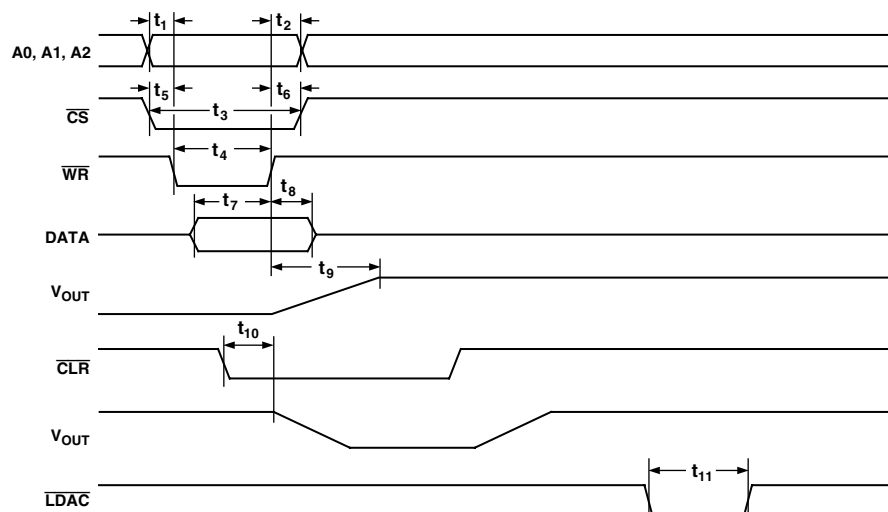 t1 t2
A0, A1, A2
t5 t6
t3
CS
t4
WR
t7 t8
DATA
t9
VOUT
t10
CLR
VOUT
t11
LDAC